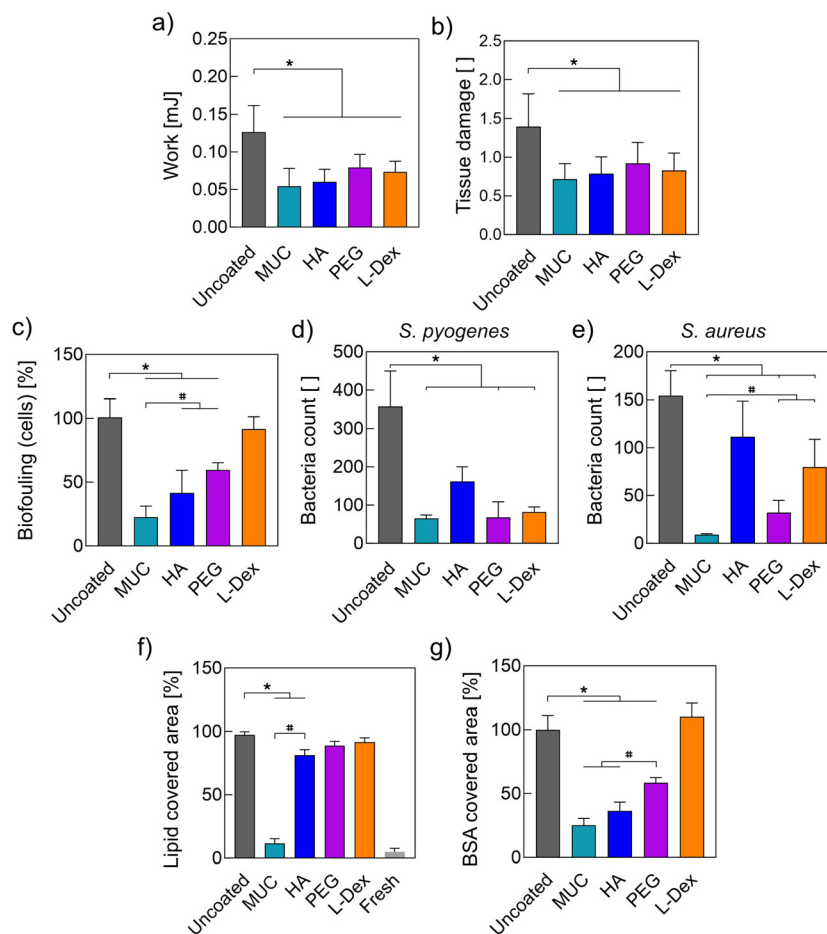 a)
Work [mJ]
0.25
0.20
0.15
0.10
0.05
0.00
*
Uncoated
MUC
HA
PEG
L-Dex
b)
Tissue damage [ ]
2.5
2.0
1.5
1.0
0.5
0.0
*
Uncoated
MUC
HA
PEG
L-Dex
c)
Biofouling (cells) [%]
150
100
50
0
*
#
Uncoated
MUC
HA
PEG
L-Dex
d)
S. pyogenes
Bacteria count [ ]
500
400
300
200
100
0
*
Uncoated
MUC
HA
PEG
L-Dex
e)
S. aureus
Bacteria count [ ]
200
150
100
50
0
*
#
Uncoated
MUC
HA
PEG
L-Dex
f)
Lipid covered area [%]
150
100
50
0
*
#
Uncoated
MUC
HA
PEG
L-Dex
Fresh
g)
BSA covered area [%]
150
100
50
0
*
#
Uncoated
MUC
HA
PEG
L-Dex